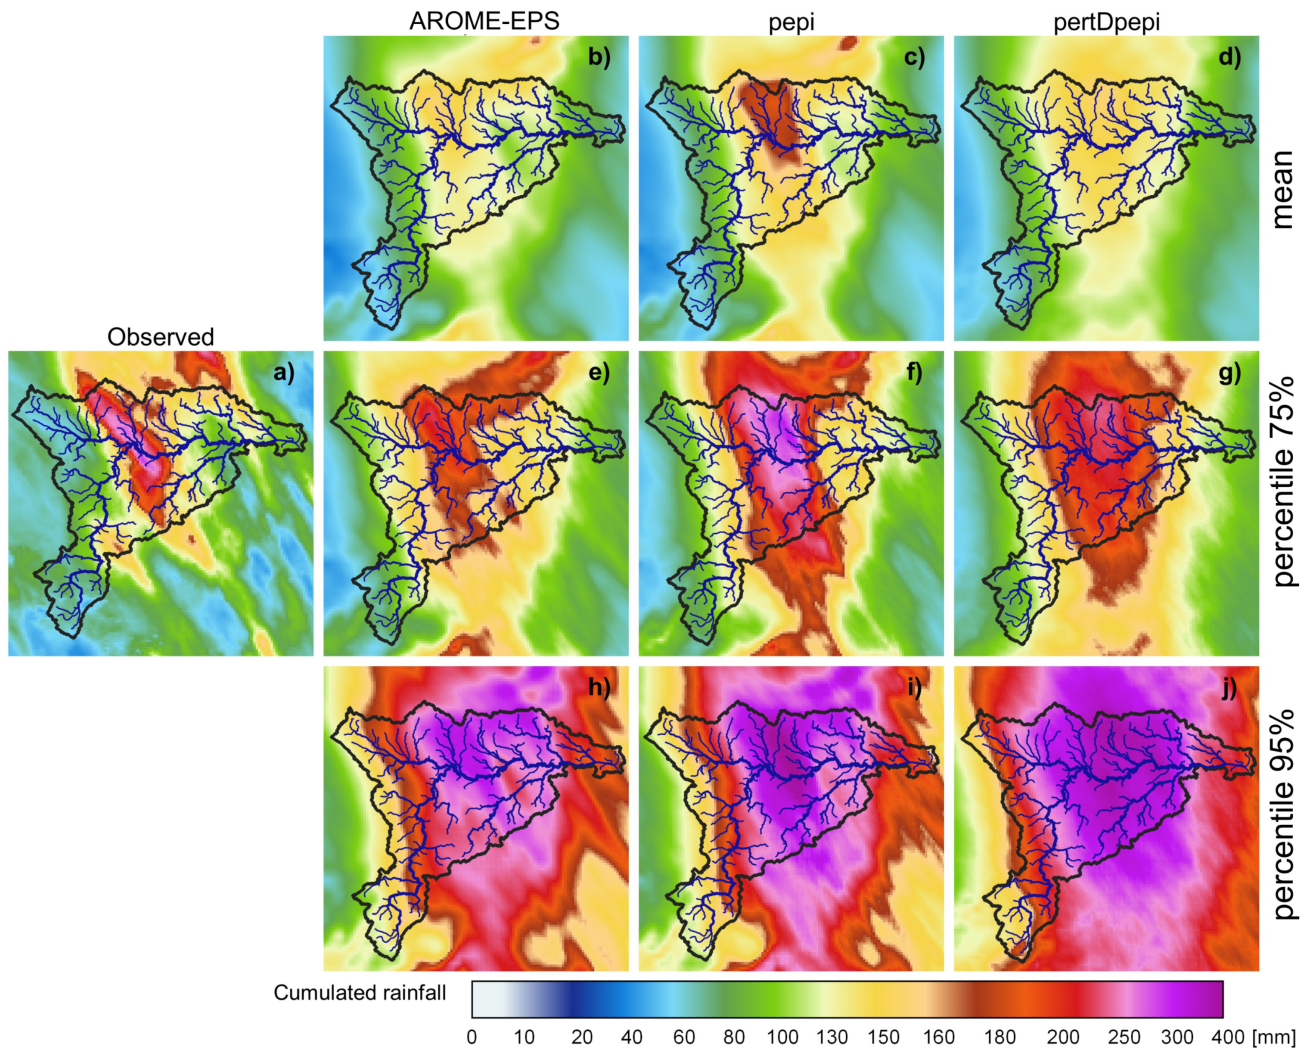 AROME-EPS pepi pertDpepi
b) c) d)
mean
Observed
a) e) f) g)
percentile 75%
h) i) j)
percentile 95%
Cumulated rainfall
0 10 20 40 60 80 100 130 150 160 180 200 250 300 400 [mm]